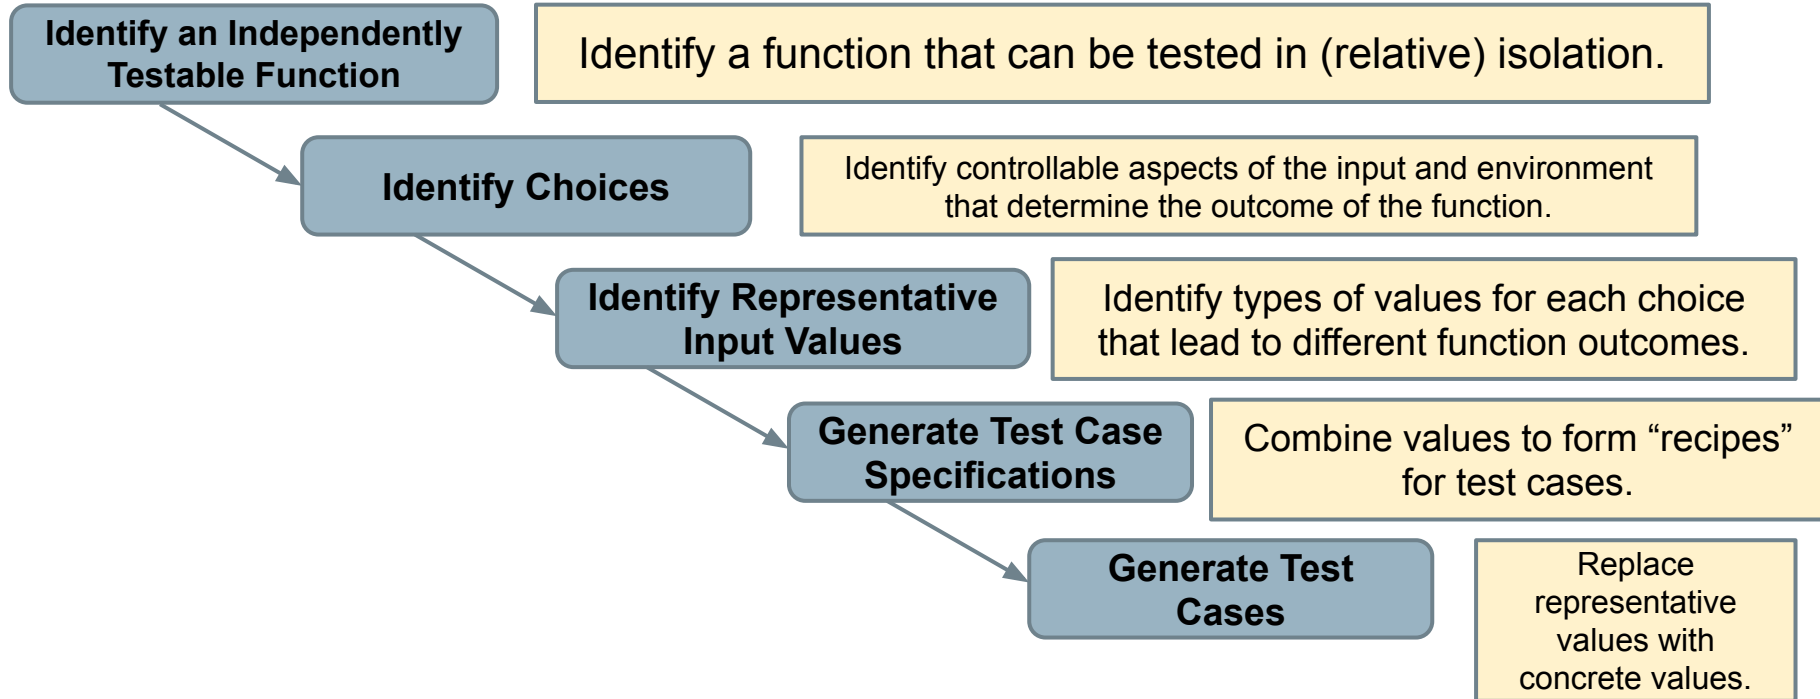 Identify an Independently
Testable Function
Identify a function that can be tested in (relative) isolation.
Identify Choices
Identify controllable aspects of the input and environment
that determine the outcome of the function.
Identify Representative
Input Values
Identify types of values for each choice
that lead to different function outcomes.
Generate Test Case
Specifications
Combine values to form “recipes”
for test cases.
Generate Test
Cases
Replace
representative
values with
concrete values.